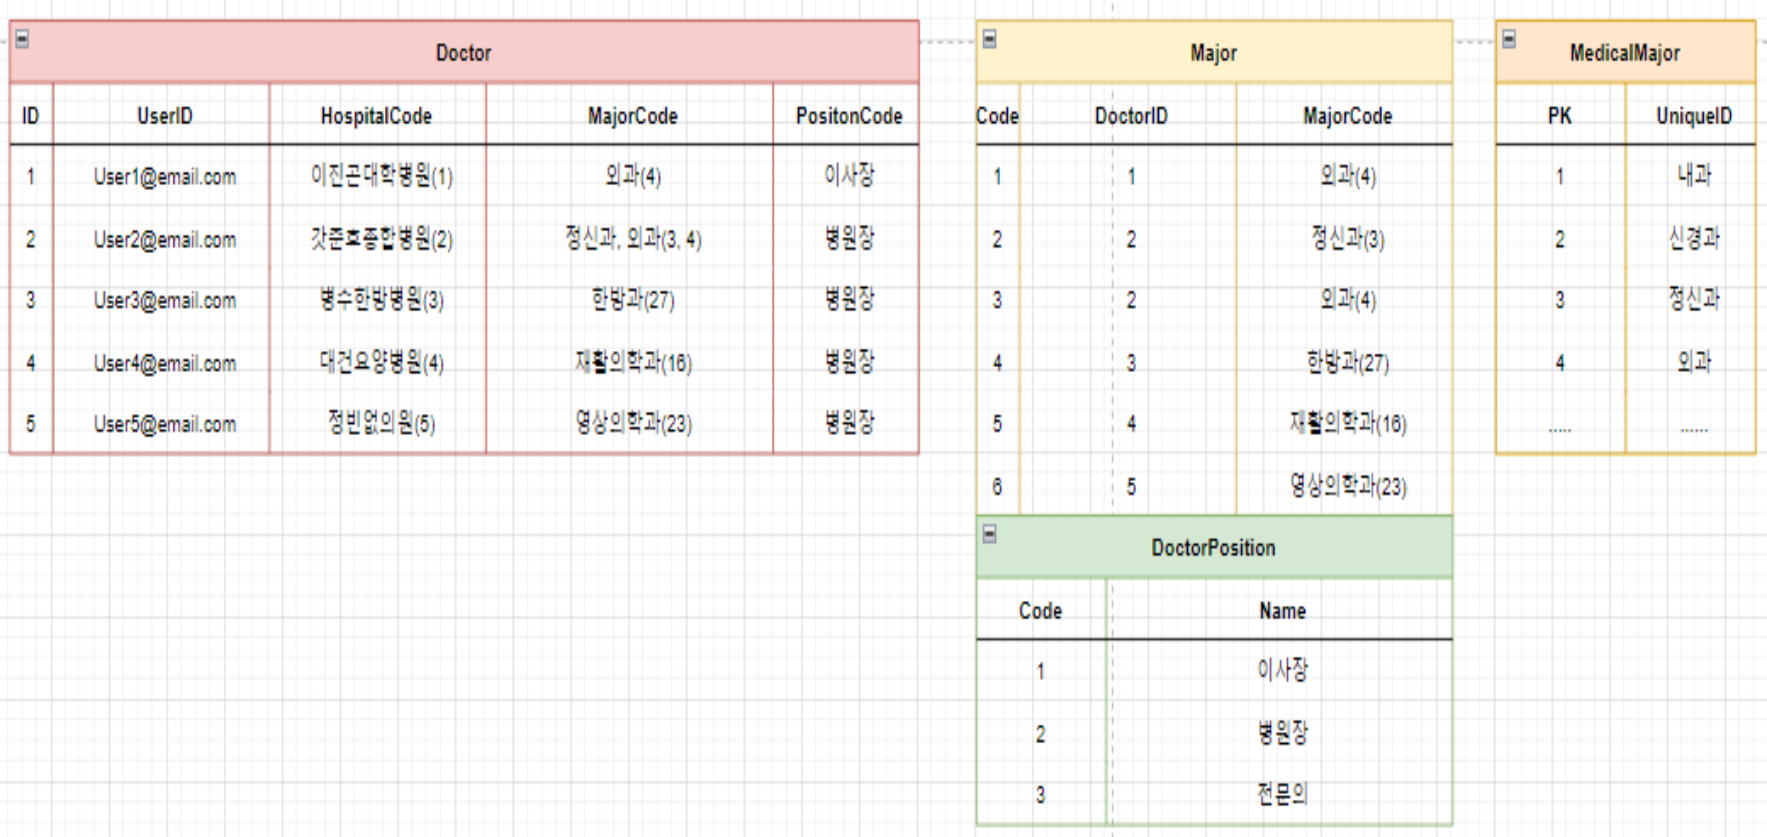 Doctor
ID UserID HospitalCode MajorCode PositonCode
1 User1@email.com 이진곤대학병원(1) 외과(4) 이사장
2 User2@email.com 갓준효종합병원(2) 정신과, 외과(3, 4) 병원장
3 User3@email.com 병수한방병원(3) 한방과(27) 병원장
4 User4@email.com 대건요양병원(4) 재활의학과(16) 병원장
5 User5@email.com 정빈없의원(5) 영상의학과(23) 병원장
Major
Code DoctorID MajorCode
1 1 외과(4)
2 2 정신과(3)
3 2 외과(4)
4 3 한방과(27)
5 4 재활의학과(16)
6 5 영상의학과(23)
MedicalMajor
PK UniqueID
1 내과
2 신경과
3 정신과
4 외과
..... ......
DoctorPosition
Code Name
1 이사장
2 병원장
3 전문의